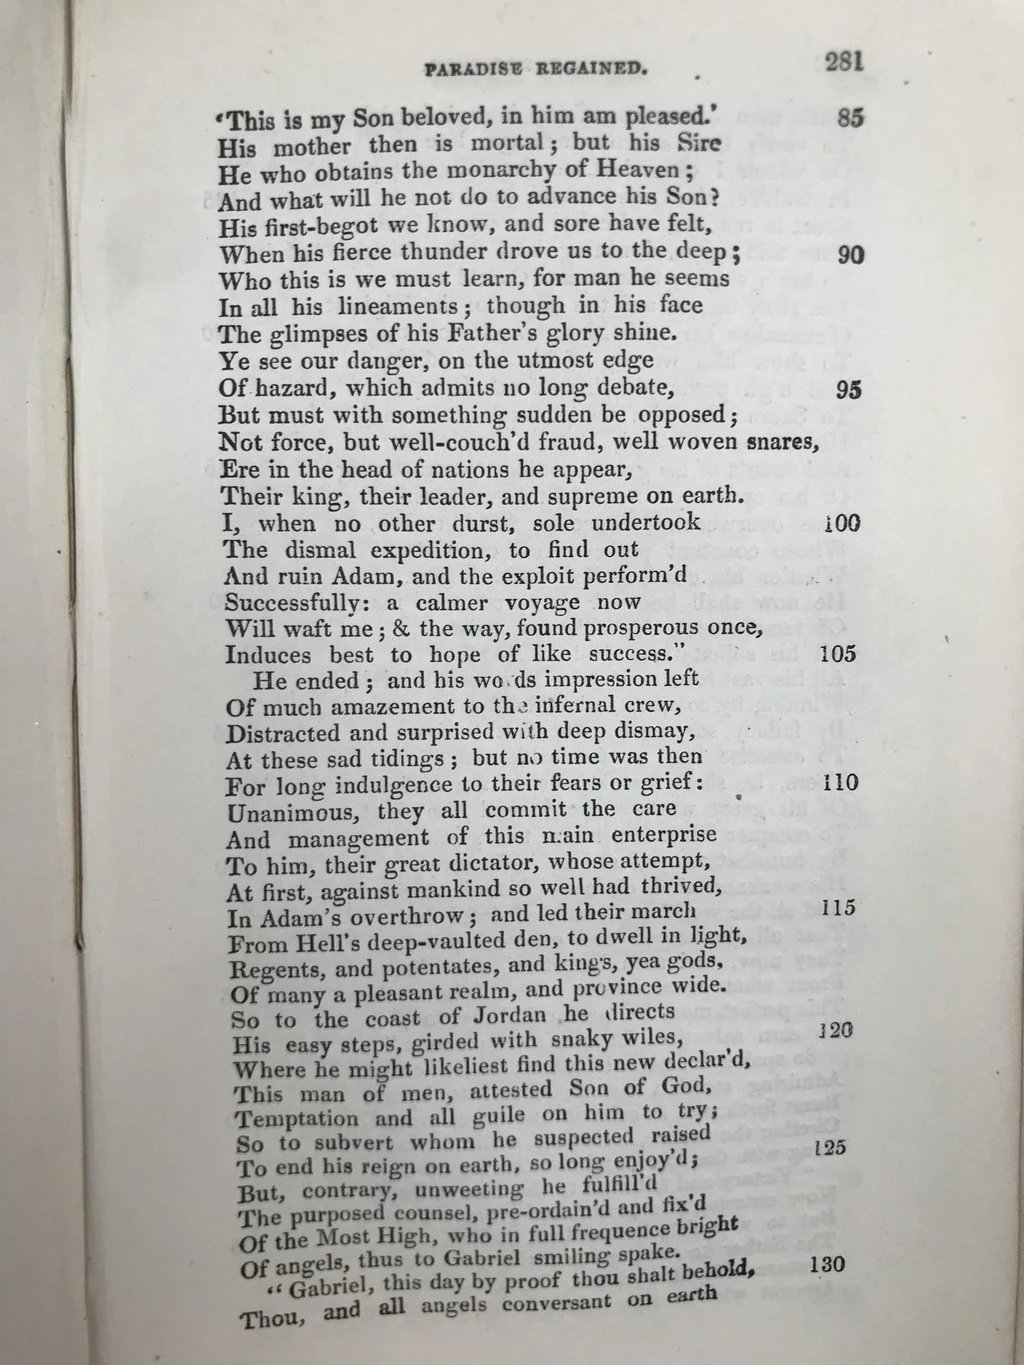 PARADISE REGAINED. 281
‘This is my Son beloved, in him am pleased.’ 85
His mother then is mortal; but his Sire
He who obtains the monarchy of Heaven;
And what will he not do to advance his Son?
His first-begot we know, and sore have felt,
When his fierce thunder drove us to the deep; 90
Who this is we must learn, for man he seems
In all his lineaments; though in his face
The glimpses of his Father's glory shine.
Ye see our danger, on the utmost edge
Of hazard, which admits no long debate, 95
But must with something sudden be opposed;
Not force, but well-couch'd fraud, well woven snares,
Ere in the head of nations he appear,
Their king, their leader, and supreme on earth.
I, when no other durst, sole undertook 100
The dismal expedition, to find out
And ruin Adam, and the exploit perform'd
Successfully: a calmer voyage now
Will waft me; & the way, found prosperous once,
Induces best to hope of like success." 105
He ended; and his words impression left
Of much amazement to the infernal crew,
Distracted and surprised with deep dismay,
At these sad tidings; but no time was then
For long indulgence to their fears or grief: 110
Unanimous, they all commit the care
And management of this main enterprise
To him, their great dictator, whose attempt,
At first, against mankind so well had thrived,
In Adam's overthrow; and led their march 115
From Hell's deep-vaulted den, to dwell in light,
Regents, and potentates, and kings, yea gods,
Of many a pleasant realm, and province wide.
So to the coast of Jordan he directs
His easy steps, girded with snaky wiles, 120
Where he might likeliest find this new declar'd,
This man of men, attested Son of God,
Temptation and all guile on him to try;
So to subvert whom he suspected raised
To end his reign on earth, so long enjoy'd; 125
But, contrary, unweeting he fulfill'd
The purposed counsel, pre-ordain'd and fix'd
Of the Most High, who in full frequence bright
Of angels, thus to Gabriel smiling spake.
"Gabriel, this day by proof thou shalt behold, 130
Thou, and all angels conversant on earth